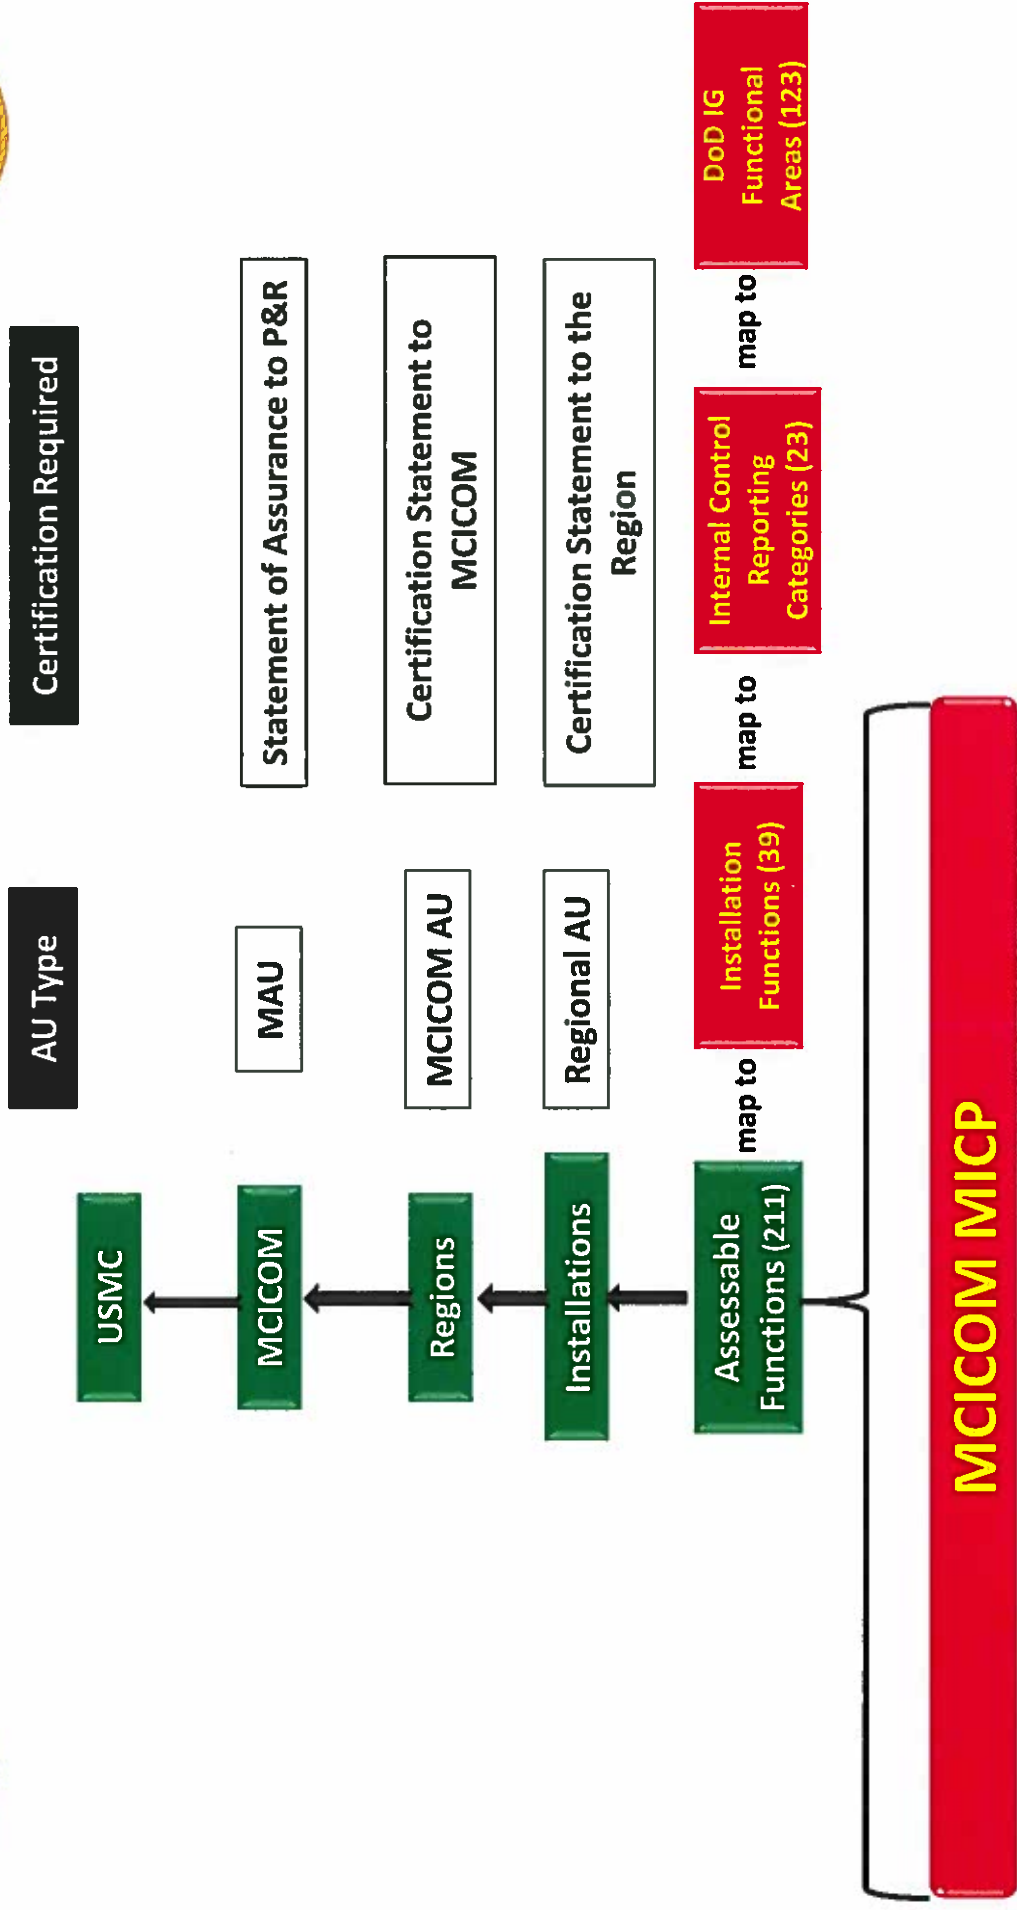 AU Type
Certification Required
USMC
MCICOM
MAU
Statement of Assurance to P&R
Regions
MCICOM AU
Certification Statement to
MCICOM
Installations
Regional AU
Certification Statement to the
Region
Assessable
Functions (211)
map to
Installation
Functions (39)
map to
Internal Control
Reporting
Categories (23)
map to
DoD IG
Functional
Areas (123)
MCICOM MICP